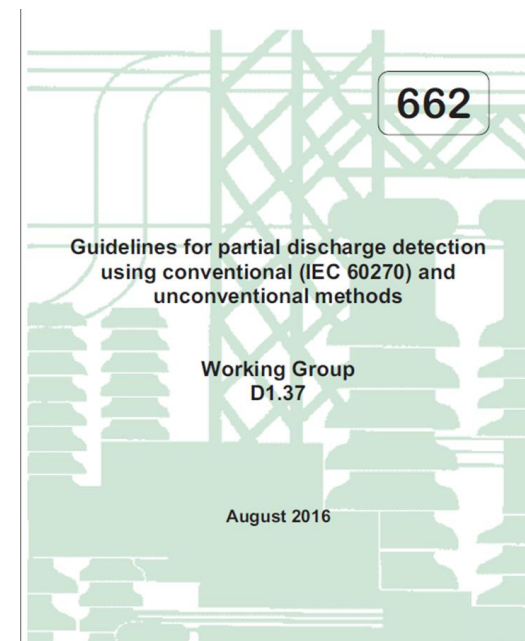 662
Guidelines for partial discharge detection
using conventional (IEC 60270) and
unconventional methods
Working Group
D1.37
August 2016